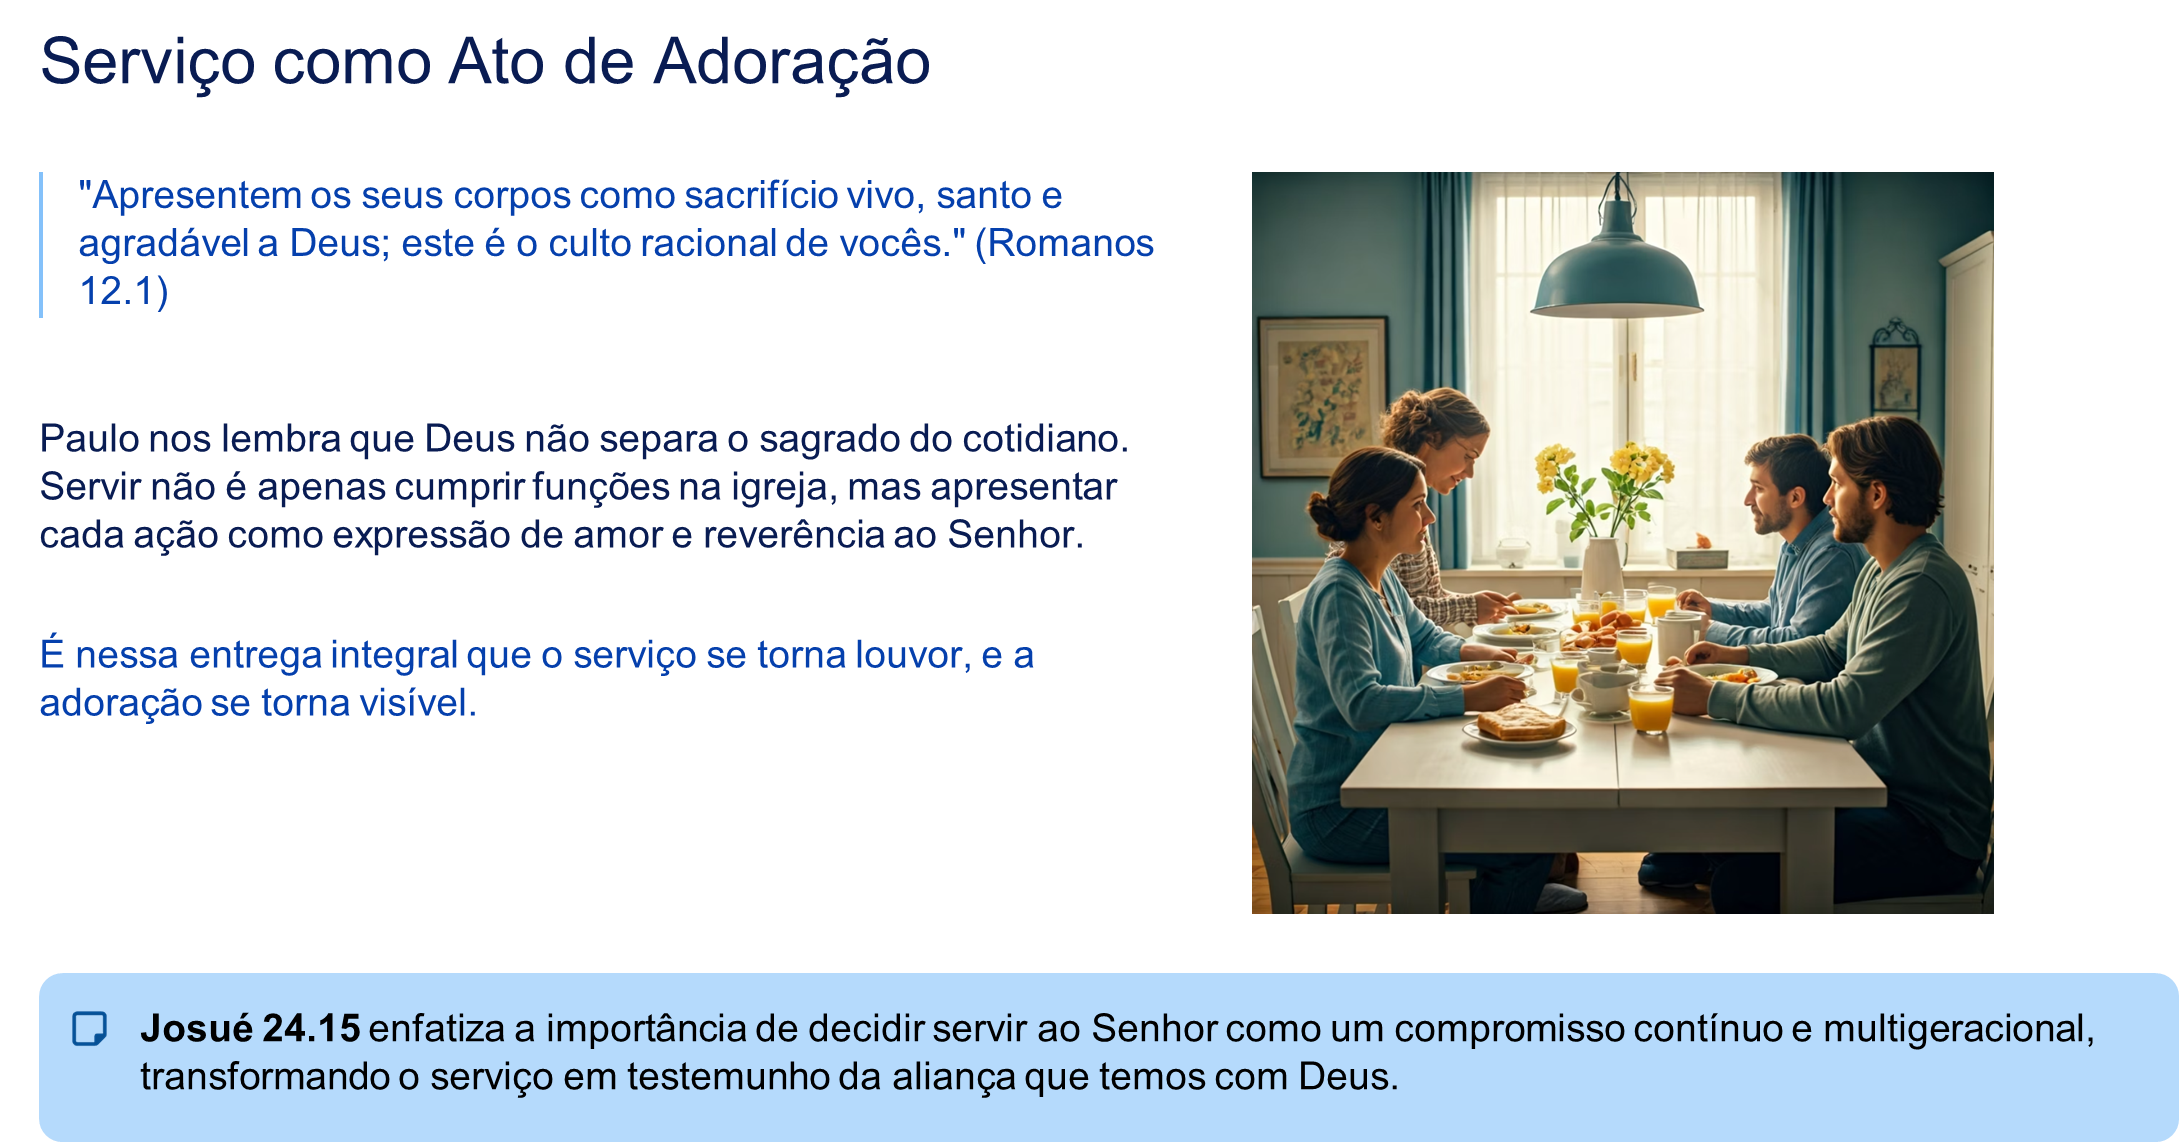 Serviço como Ato de Adoração
"Apresentem os seus corpos como sacrifício vivo, santo e
agradável a Deus; este é o culto racional de vocês." (Romanos
12.1)
Paulo nos lembra que Deus não separa o sagrado do cotidiano.
Servir não é apenas cumprir funções na igreja, mas apresentar
cada ação como expressão de amor e reverência ao Senhor.
É nessa entrega integral que o serviço se torna louvor, e a
adoração se torna visível.
Josué 24.15 enfatiza a importância de decidir servir ao Senhor como um compromisso contínuo e multigeracional,
transformando o serviço em testemunho da aliança que temos com Deus.